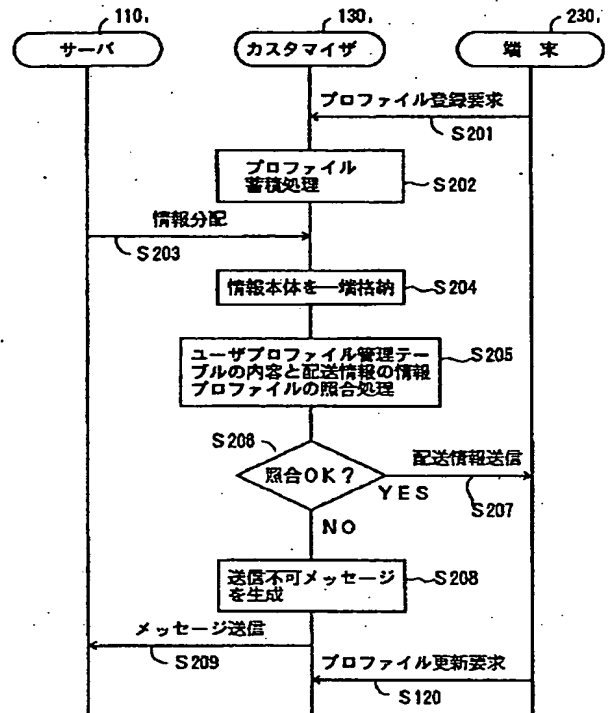 110,
130,
230,
サーバ
カスタマイザ
端 末
プロファイル登録要求
S201
プロファイル
蓄積処理
S202
情報分配
S203
情報本体を一端格納
S204
ユーザプロファイル管理テー
ブルの内容と配送情報の情報
プロファイルの照合処理
S205
S206
照合OK?
配送情報送信
YES
S207
NO
送信不可メッセージ
を生成
S208
メッセージ送信
S209
プロファイル更新要求
S120